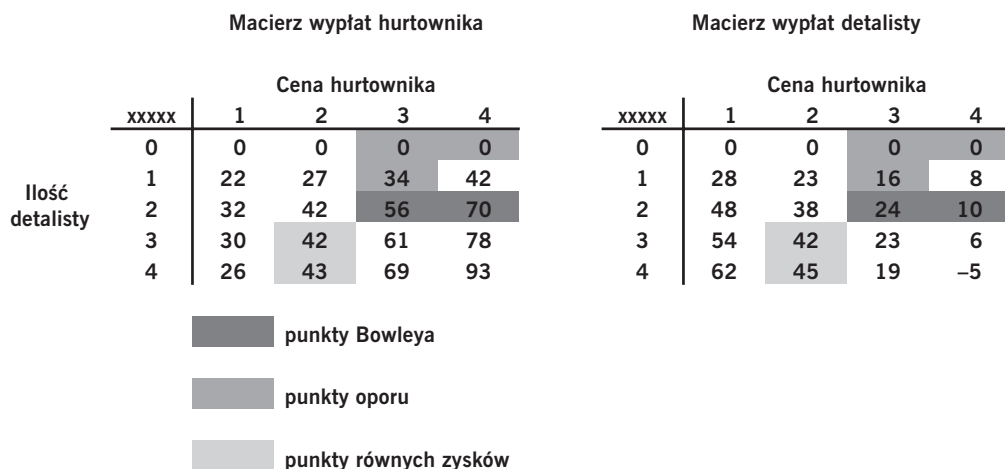 Macierz wypłat hurtownika Macierz wypłat detalisty
Cena hurtownika Cena hurtownika
xxxxx 1 2 3 4 xxxxx 1 2 3 4
0 0 0 0 0 0 0 0 0 0
1 22 27 34 42 1 28 23 16 8
Ilość detalisty
2 32 42 56 70 2 48 38 24 10
3 30 42 61 78 3 54 42 23 6
4 26 43 69 93 4 62 45 19 –5
punkty Bowleya
punkty oporu
punkty równych zysków